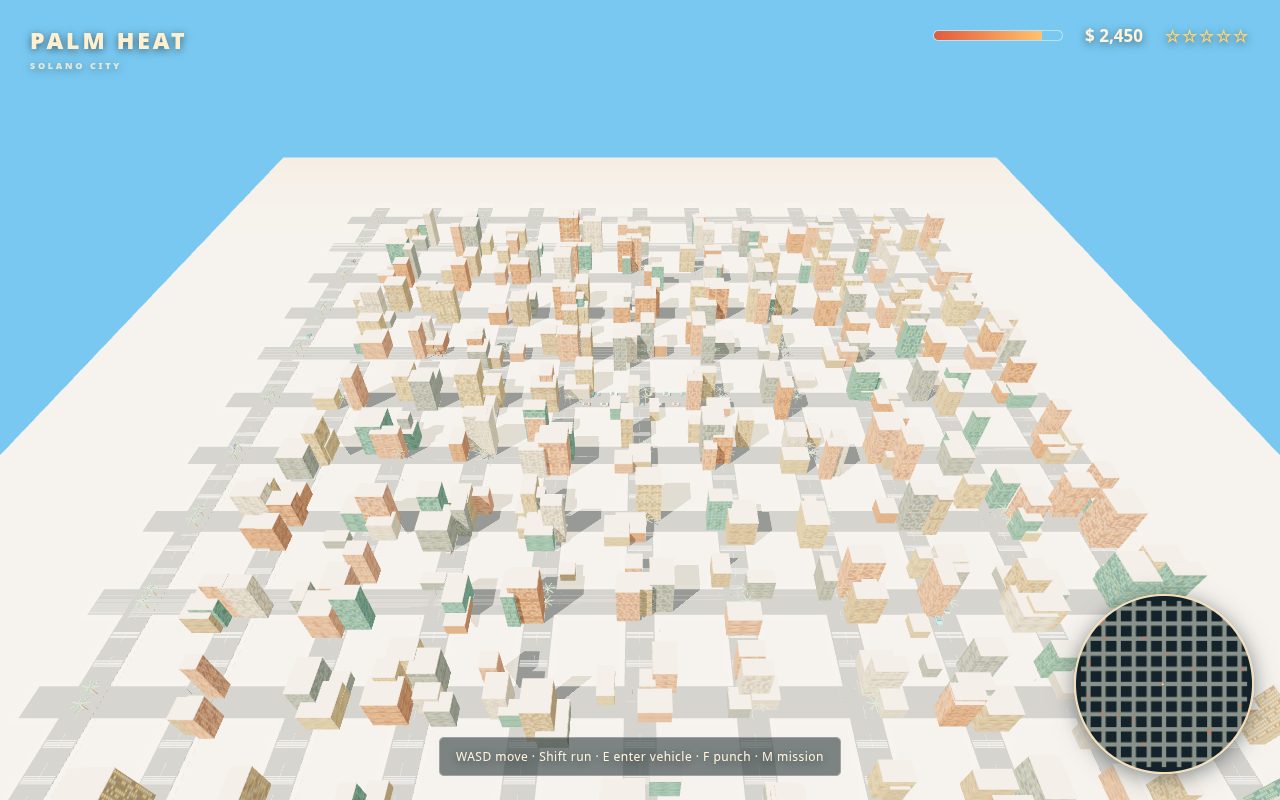 PALM HEAT
SOLANO CITY
$ 2,450 ☆☆☆☆☆
WASD move · Shift run · E enter vehicle · F punch · M mission